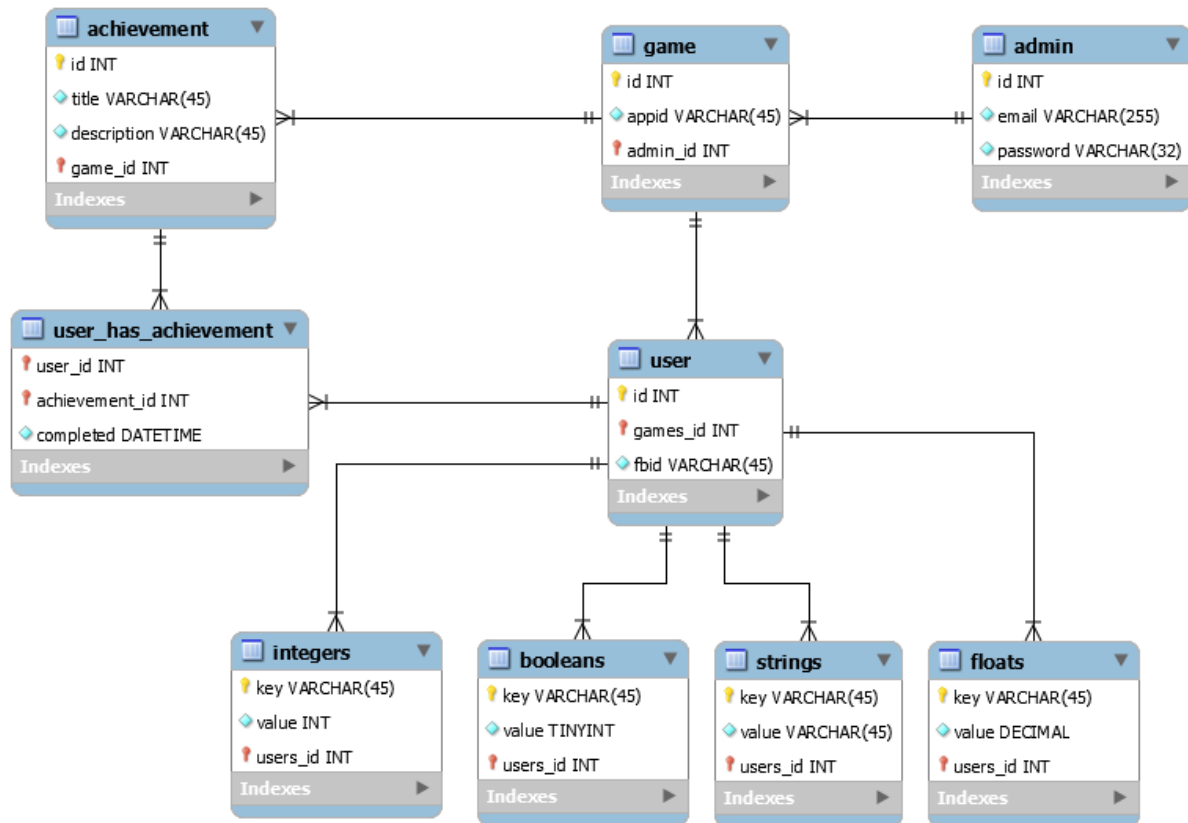 achievement
id INT
title VARCHAR(45)
description VARCHAR(45)
game_id INT
Indexes
game
id INT
appid VARCHAR(45)
admin_id INT
Indexes
admin
id INT
email VARCHAR(255)
password VARCHAR(32)
Indexes
user_has_achievement
user_id INT
achievement_id INT
completed DATETIME
Indexes
user
id INT
games_id INT
fbid VARCHAR(45)
Indexes
integers
key VARCHAR(45)
value INT
users_id INT
Indexes
booleans
key VARCHAR(45)
value TINYINT
users_id INT
Indexes
strings
key VARCHAR(45)
value VARCHAR(45)
users_id INT
Indexes
floats
key VARCHAR(45)
value DECIMAL
users_id INT
Indexes